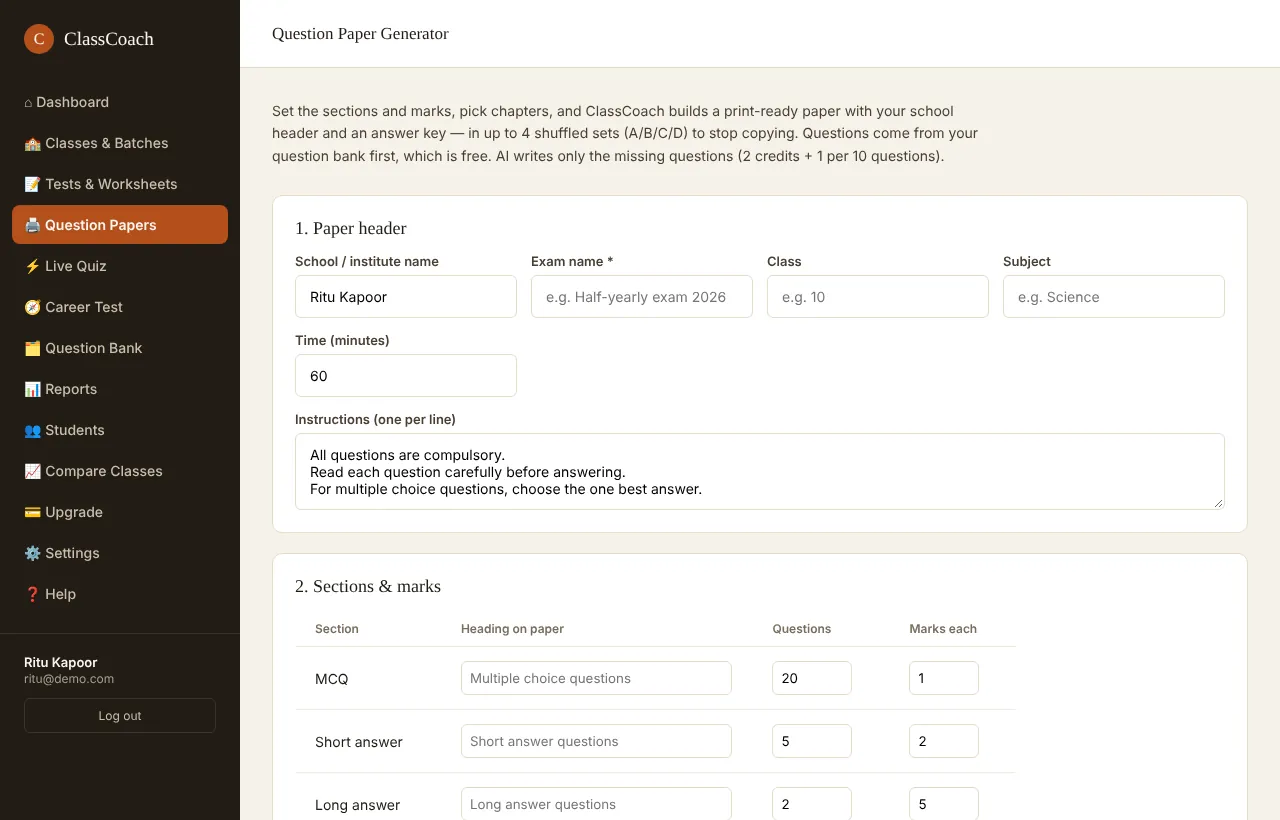 C ClassCoach
Dashboard
Classes & Batches
Tests & Worksheets
Question Papers
Live Quiz
Career Test
Question Bank
Reports
Students
Compare Classes
Upgrade
Settings
Help
Ritu Kapoor
ritu@demo.com
Log out
Question Paper Generator
Set the sections and marks, pick chapters, and ClassCoach builds a print-ready paper with your school
header and an answer key — in up to 4 shuffled sets (A/B/C/D) to stop copying. Questions come from your
question bank first, which is free. AI writes only the missing questions (2 credits + 1 per 10 questions).
1. Paper header
School / institute name Exam name * Class Subject
Ritu Kapoor e.g. Half-yearly exam 2026 e.g. 10 e.g. Science
Time (minutes)
60
Instructions (one per line)
All questions are compulsory.
Read each question carefully before answering.
For multiple choice questions, choose the one best answer.
2. Sections & marks
Section Heading on paper Questions Marks each
MCQ Multiple choice questions 20 1
Short answer Short answer questions 5 2
Long answer Long answer questions 2 5